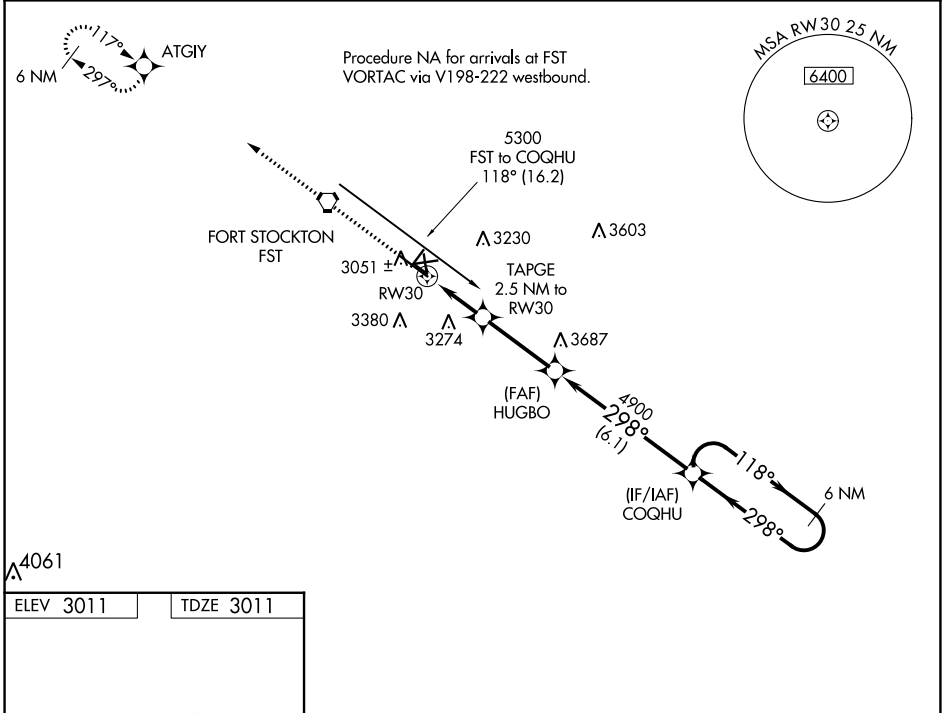 117°
297°
6 NM
ATGIY
Procedure NA for arrivals at FST
VORTAC via V198-222 westbound.
MSA RW30 25 NM
6400
5300
FST to COQHU
118° (16.2)
FORT STOCKTON
FST
3230
3603
3051 ±
RW30
TAPGE
2.5 NM to
RW30
3380
3274
3687
(FAF)
HUGBO
4900
298°
(6.1)
118°
6 NM
(IF/IAF)
COQHU
298°
4061
ELEV 3011
TDZE 3011